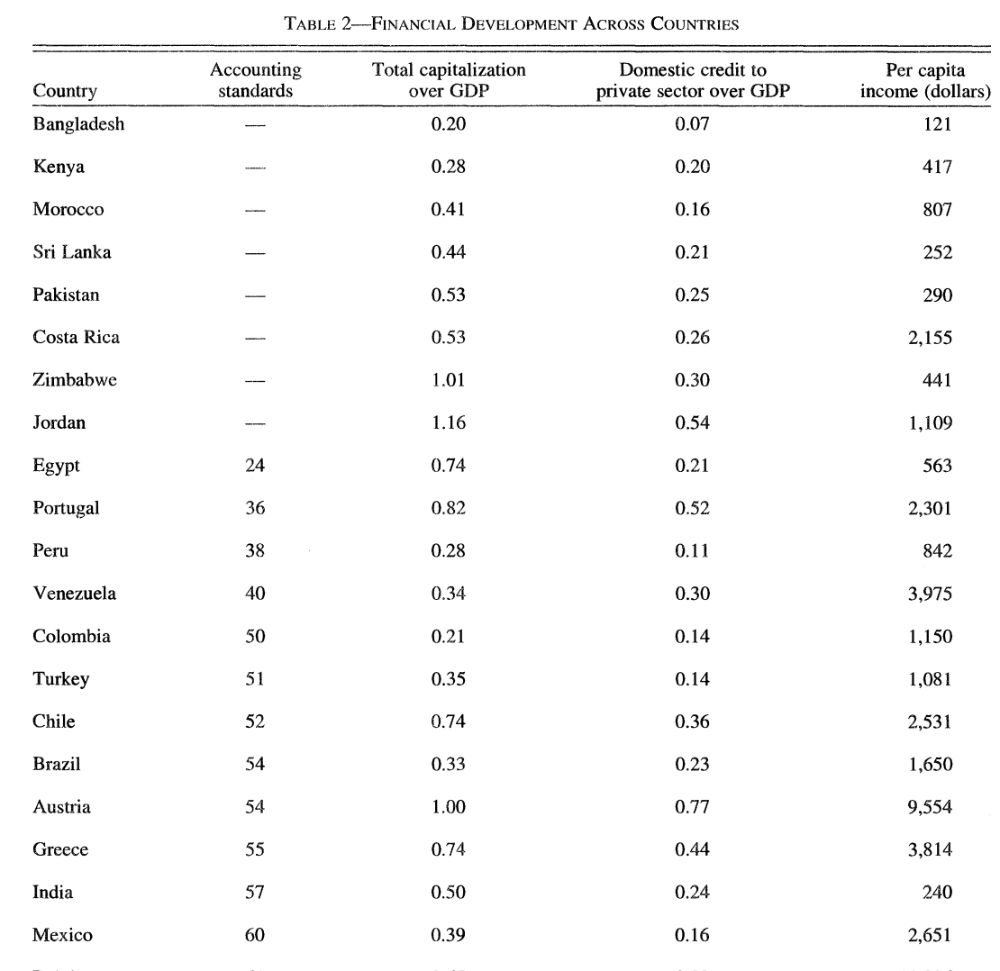 TABLE 2—FINANCIAL DEVELOPMENT ACROSS COUNTRIES
Country Accounting standards Total capitalization over GDP Domestic credit to private sector over GDP Per capita income (dollars)
Bangladesh — 0.20 0.07 121
Kenya — 0.28 0.20 417
Morocco — 0.41 0.16 807
Sri Lanka — 0.44 0.21 252
Pakistan — 0.53 0.25 290
Costa Rica — 0.53 0.26 2,155
Zimbabwe — 1.01 0.30 441
Jordan — 1.16 0.54 1,109
Egypt 24 0.74 0.21 563
Portugal 36 0.82 0.52 2,301
Peru 38 0.28 0.11 842
Venezuela 40 0.34 0.30 3,975
Colombia 50 0.21 0.14 1,150
Turkey 51 0.35 0.14 1,081
Chile 52 0.74 0.36 2,531
Brazil 54 0.33 0.23 1,650
Austria 54 1.00 0.77 9,554
Greece 55 0.74 0.44 3,814
India 57 0.50 0.24 240
Mexico 60 0.39 0.16 2,651